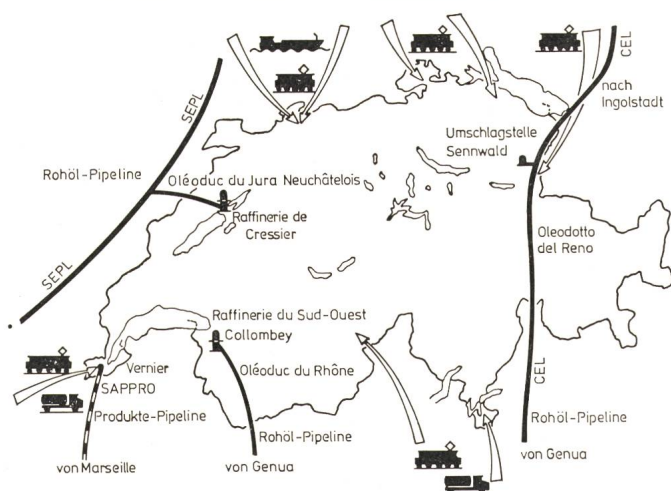 CEL
nach
Ingolstadt
SEPL
Umschlagstelle
Sennwald
Rohöl-Pipeline
Oléoduc du Jura Neuchâtelois
Raffinerie de
Cressier
Oleodotto
del Reno
SEPL
Raffinerie du Sud-Ouest
Collombey
Vernier
SAPPRO
Oléoduc du Rhône
CEL
Produkte-Pipeline
Rohöl-Pipeline
Rohöl-Pipeline
von Marseille
von Genua
von Genua